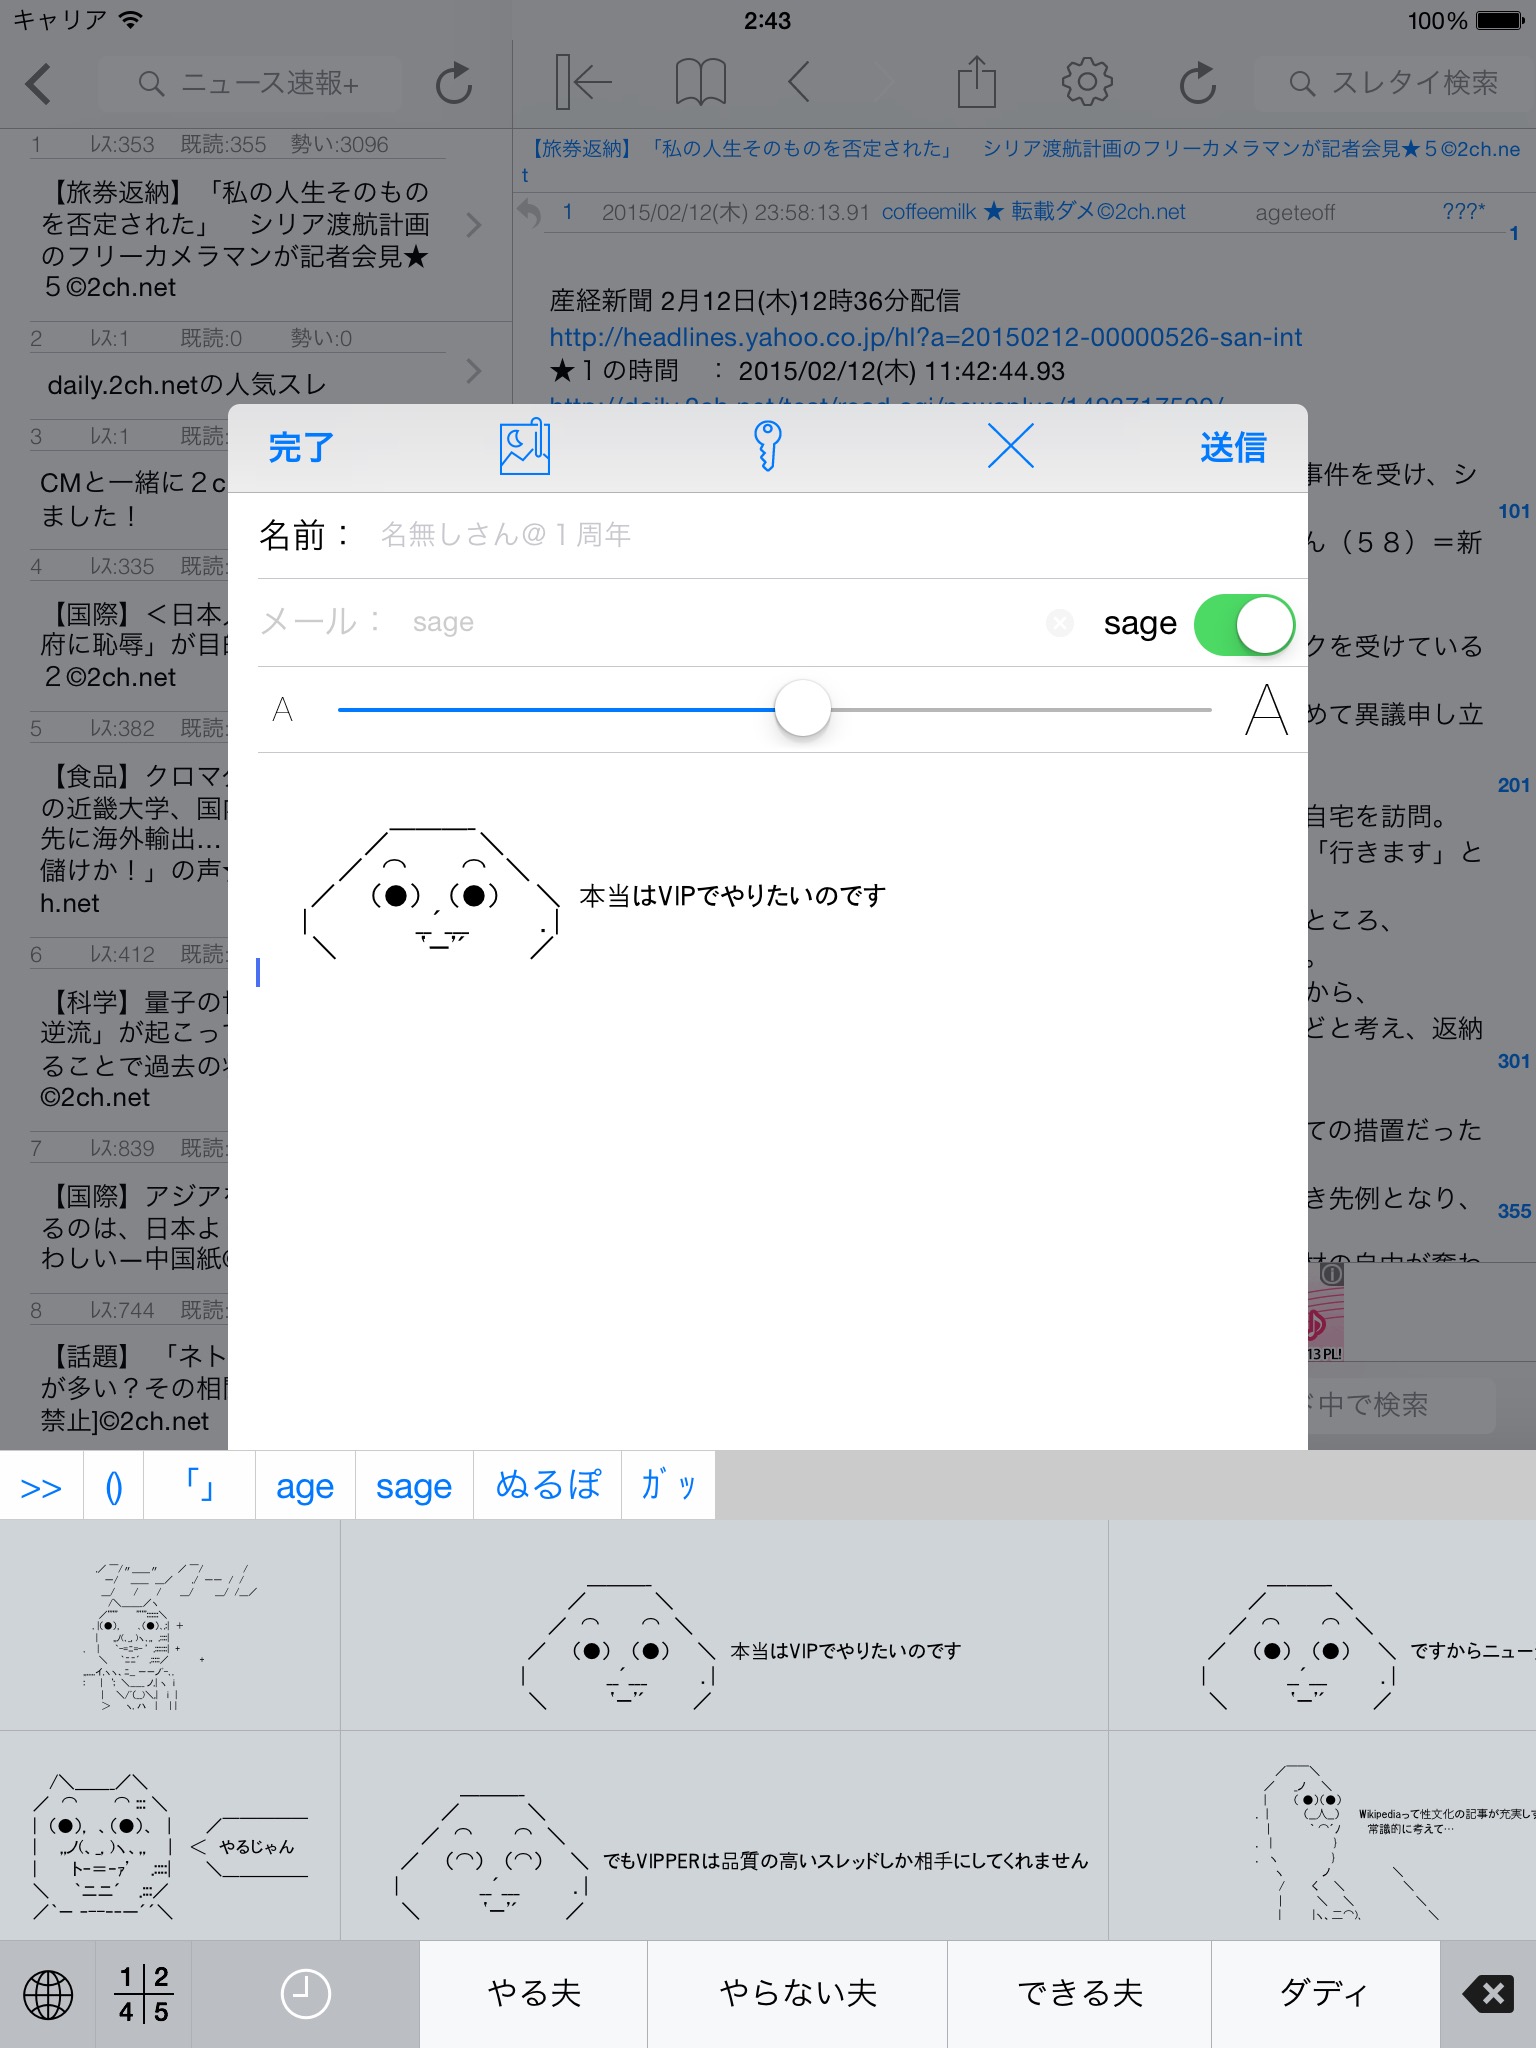 キャリア 2:43 100%
ニュース速報+
スレタイ検索
1 ﾚｽ:353 既読:355 勢い:3096
【旅券返納】「私の人生そのもの
を否定された」　シリア渡航計画
のフリーカメラマンが記者会見★
５©2ch.net
2 ﾚｽ:1 既読:0 勢い:0
daily.2ch.netの人気スレ
3 ﾚｽ:1 既読:
CMと一緒に２c
ました！
4 ﾚｽ:335 既読:
【国際】＜日本
府に恥辱」が目
２©2ch.net
5 ﾚｽ:382 既読:
【食品】クロマグ
の近畿大学、国内
先に海外輸出…
儲けか！」の声
h.net
6 ﾚｽ:412 既読:
【科学】量子の世
逆流」が起こって
ることで過去の
©2ch.net
7 ﾚｽ:839 既読:
【国際】アジアを
るのは、日本よ
わしい―中国紙©
8 ﾚｽ:744 既読:
【話題】　「ネト
が多い？その相関
禁止]©2ch.net
【旅券返納】「私の人生そのものを否定された」　シリア渡航計画のフリーカメラマンが記者会見★５©2ch.ne
t
1 2015/02/12(木) 23:58:13.91 coffeemilk ★ 転載ダメ©2ch.net ageteoff ???*
1
産経新聞 2月12日(木)12時36分配信
http://headlines.yahoo.co.jp/hl?a=20150212-00000526-san-int
★１の時間　： 2015/02/12(木) 11:42:44.93
事件を受け、シ
101
ん（５８）＝新
クを受けている
めて異議申し立
201
自宅を訪問。
「行きます」と
ところ、
。
から、
どと考え、返納
301
ての措置だった
き先例となり、
355
13 PL!
ド中で検索
完了
送信
名前： 名無しさん＠１周年
メール： sage sage
A A
本当はVIPでやりたいのです
>> () 「」 age sage ぬるぽ ｶﾞｯ
本当はVIPでやりたいのです
ですからニュー
やるじゃん
でもVIPPERは品質の高いスレッドしか相手にしてくれません
Wikipediaって性文化の記事が充実し
常識的に考えて…
1 2
4 5
やる夫 やらない夫 できる夫 ダディ